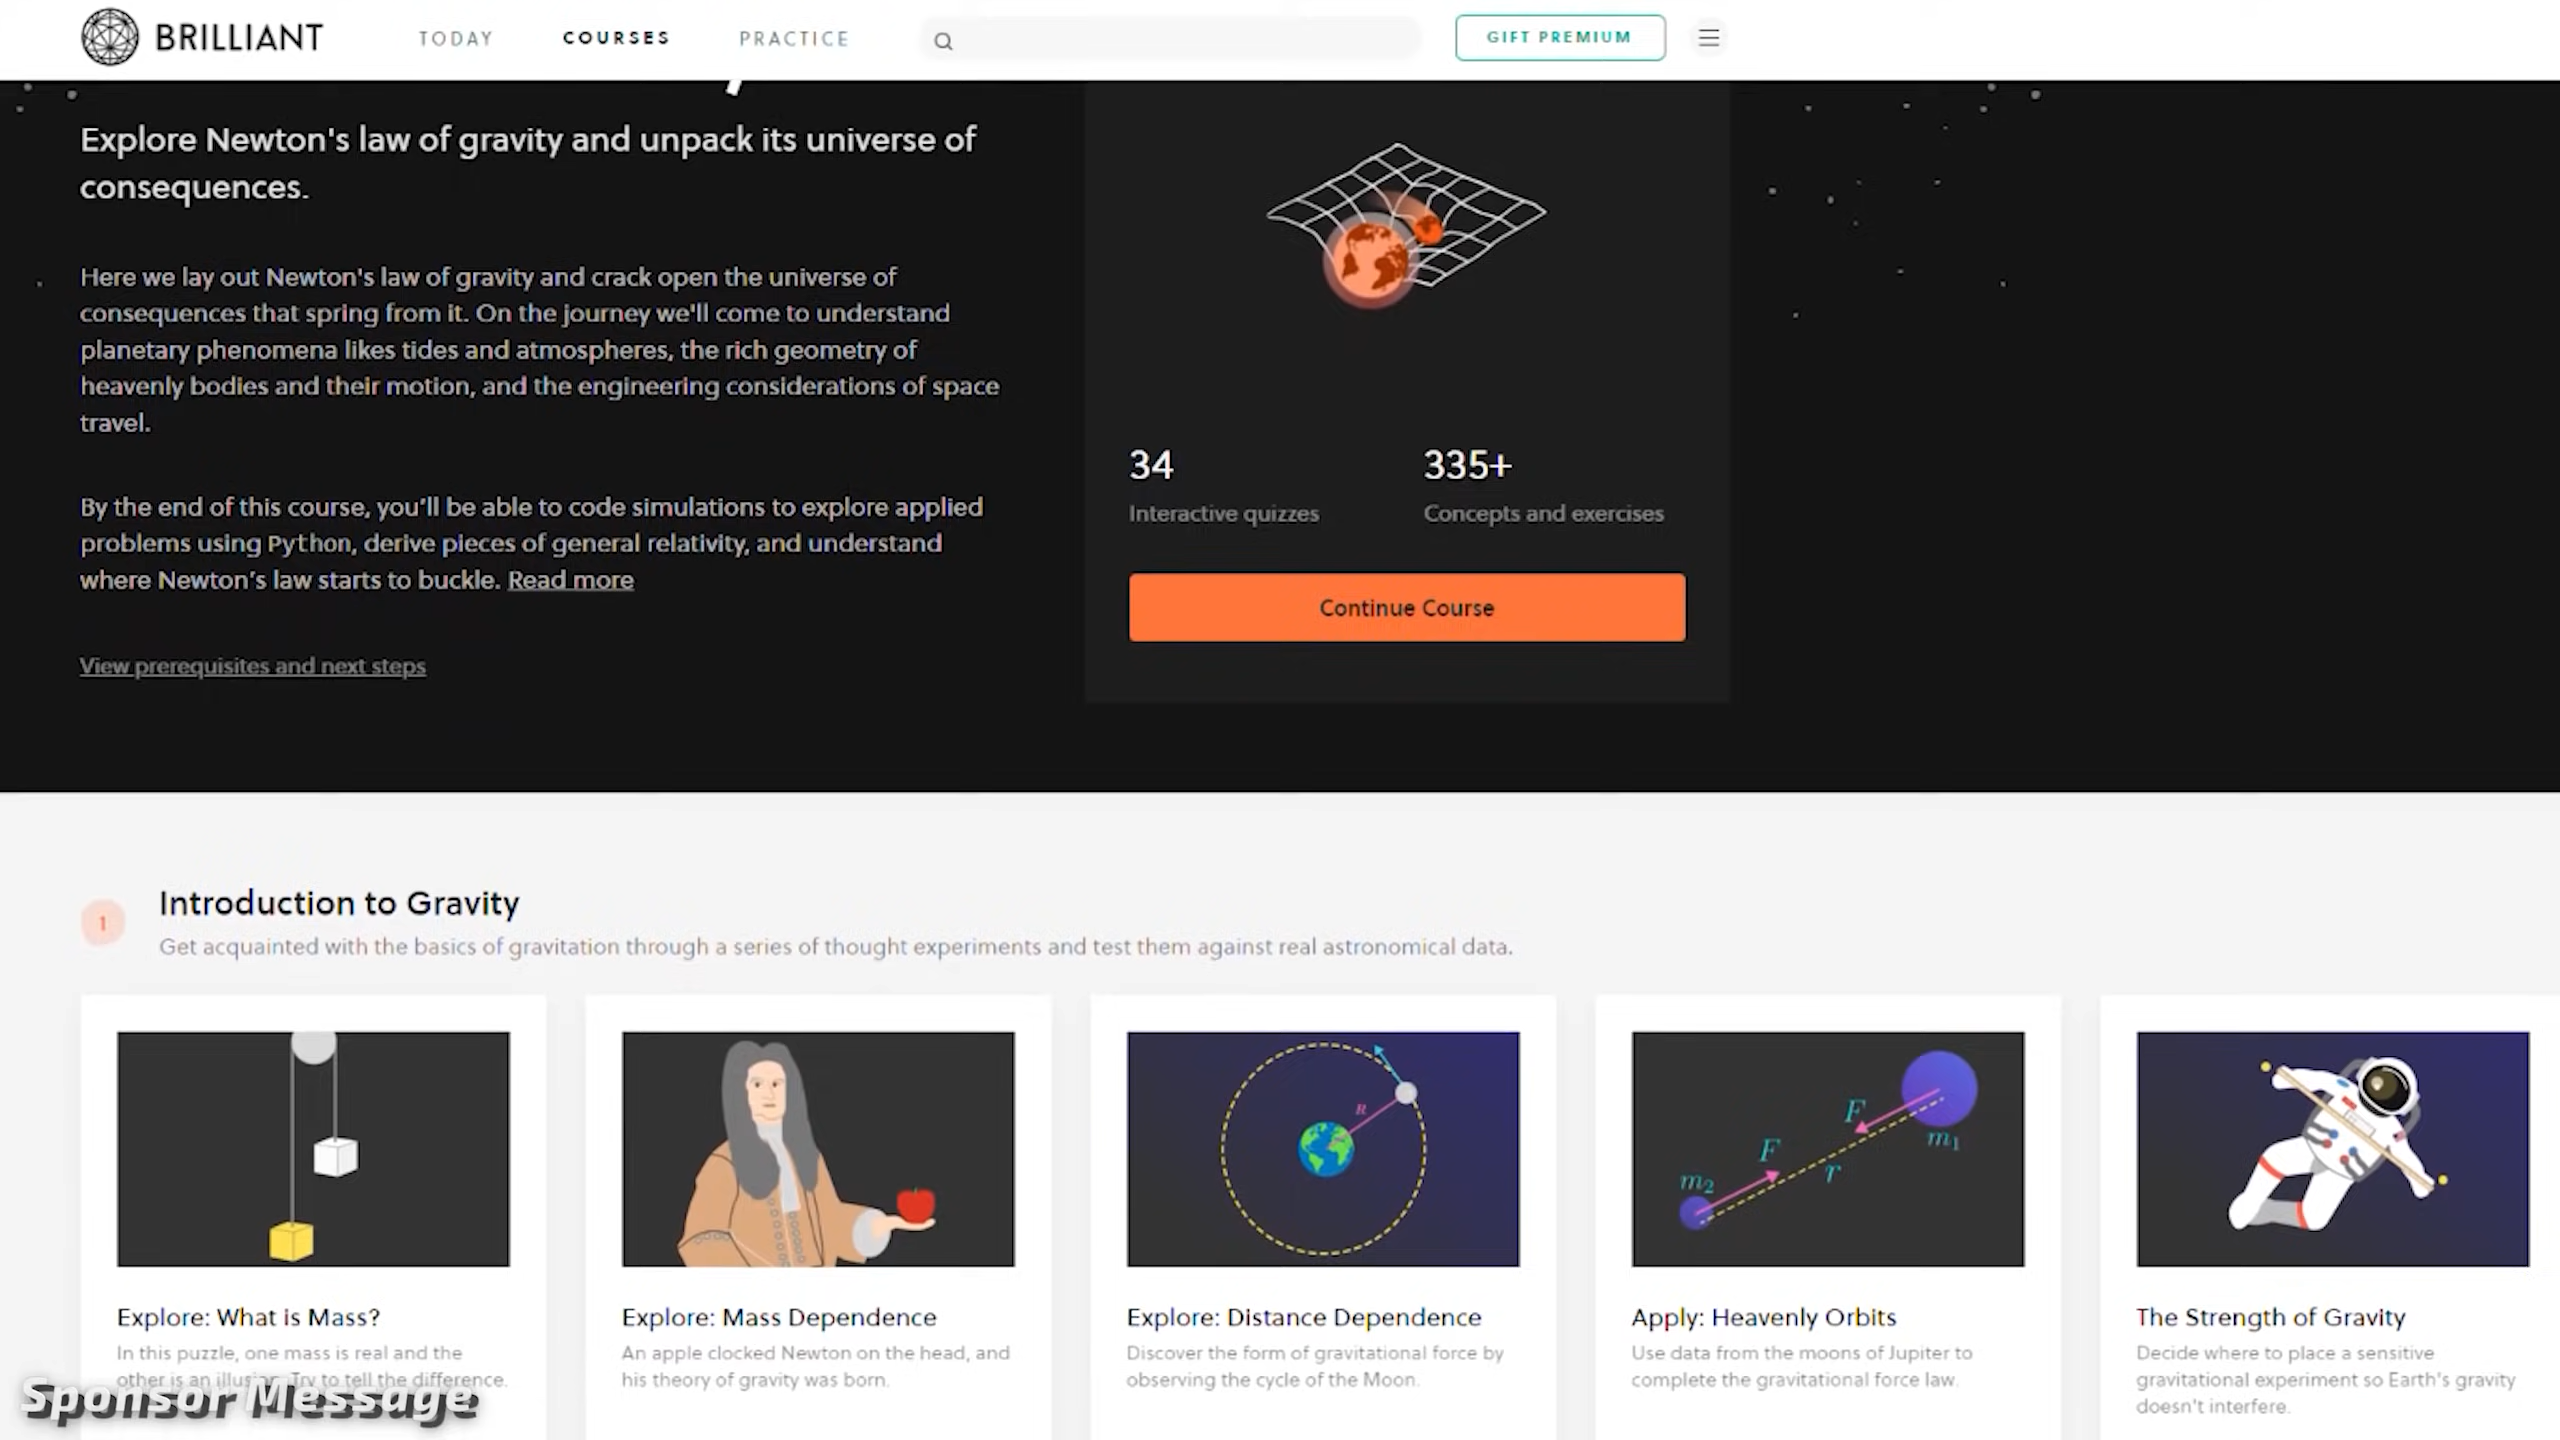 BRILLIANT
TODAY
COURSES
PRACTICE
GIFT PREMIUM
Explore Newton's law of gravity and unpack its universe of
consequences.
Here we lay out Newton's law of gravity and crack open the universe of
consequences that spring from it. On the journey we'll come to understand
planetary phenomena likes tides and atmospheres, the rich geometry of
heavenly bodies and their motion, and the engineering considerations of space
travel.
By the end of this course, you'll be able to code simulations to explore applied
problems using Python, derive pieces of general relativity, and understand
where Newton's law starts to buckle. Read more
View prerequisites and next steps
34
Interactive quizzes
335+
Concepts and exercises
Continue Course
1
Introduction to Gravity
Get acquainted with the basics of gravitation through a series of thought experiments and test them against real astronomical data.
Explore: What is Mass?
In this puzzle, one mass is real and the
other is an illusion. Try to tell the difference.
R
F
F
r
m1
m2
Explore: Mass Dependence
An apple clocked Newton on the head, and
his theory of gravity was born.
Explore: Distance Dependence
Discover the form of gravitational force by
observing the cycle of the Moon.
Apply: Heavenly Orbits
Use data from the moons of Jupiter to
complete the gravitational force law.
The Strength of Gravity
Decide where to place a sensitive
gravitational experiment so Earth's gravity
doesn't interfere.
Sponsor Message